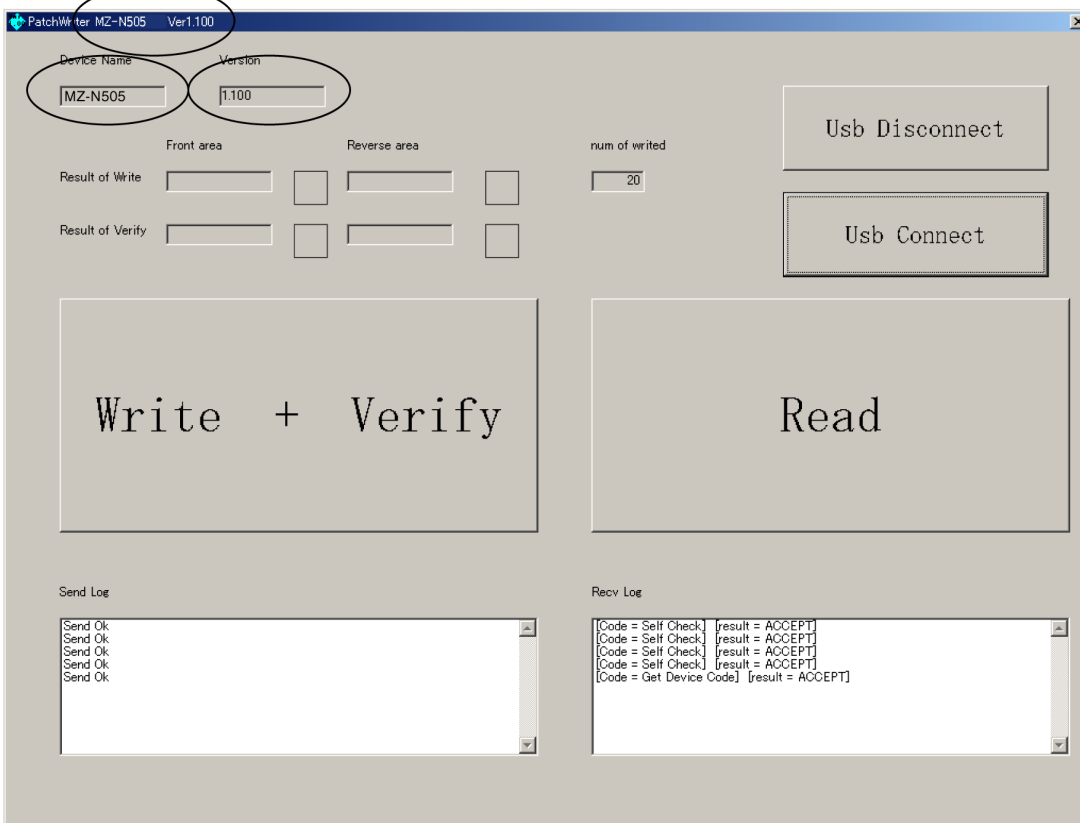 PatchWriter MZ-N505 Ver1.100
Device Name Version
MZ-N505 1.100
Usb Disconnect
Front area Reverse area num of writed
Result of Write 20
Result of Verify
Usb Connect
Write + Verify
Read
Send Log
Send Ok
Send Ok
Send Ok
Send Ok
Send Ok
Recv Log
[Code = Self Check] [result = ACCEPT]
[Code = Self Check] [result = ACCEPT]
[Code = Self Check] [result = ACCEPT]
[Code = Self Check] [result = ACCEPT]
[Code = Get Device Code] [result = ACCEPT]